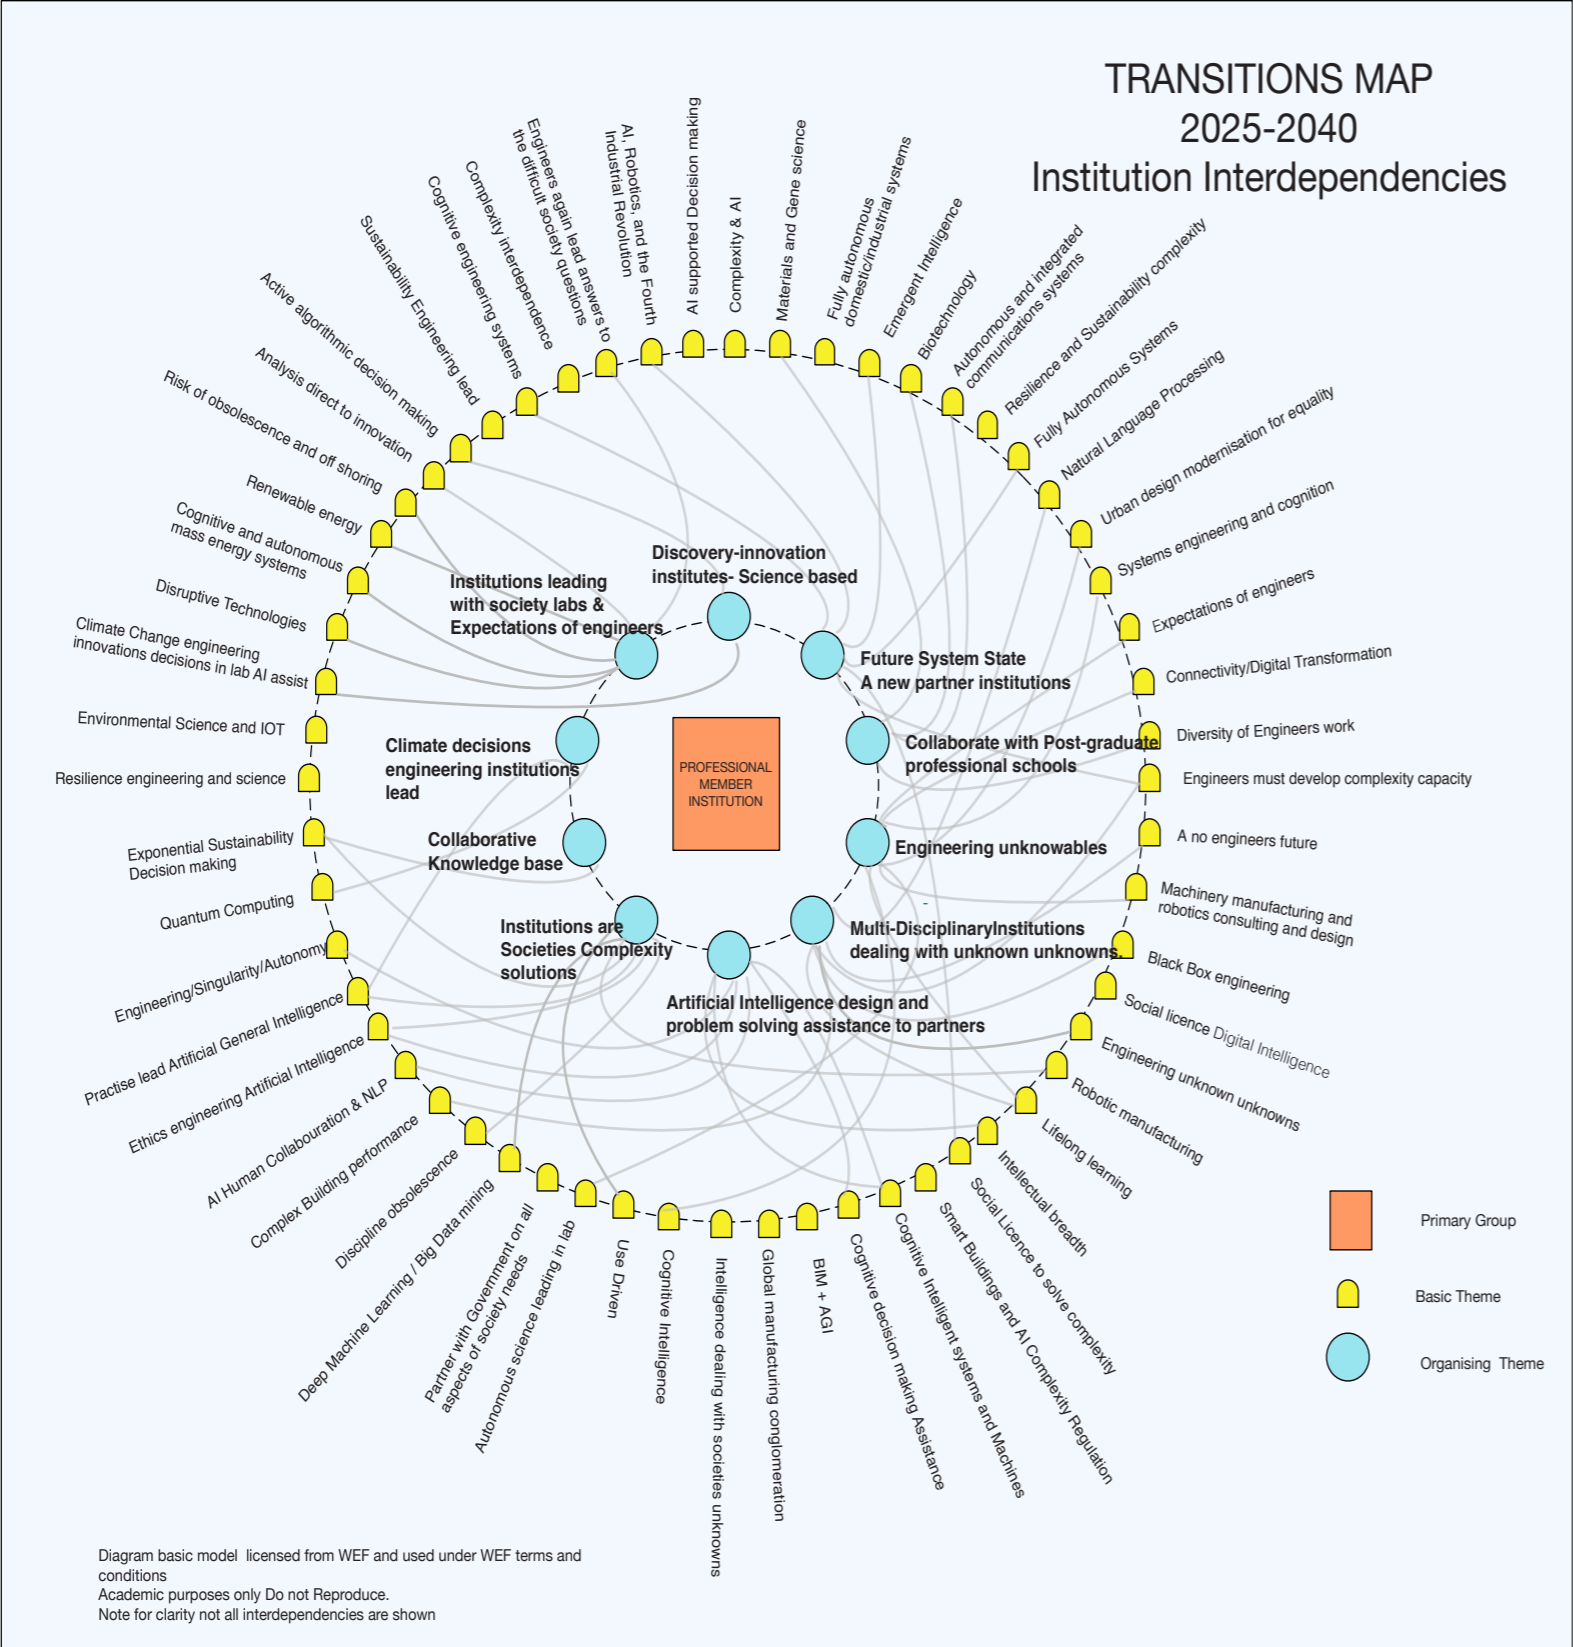 TRANSITIONS MAP
2025-2040
Institution Interdependencies
AI supported Decision making
Complexity & AI
Materials and Gene science
Fully autonomous
domestic/industrial systems
Emergent Intelligence
Biotechnology
Autonomous and integrated
communications systems
Resilience and Sustainability complexity
Fully Autonomous Systems
Natural Language Processing
Urban design modernisation for equality
Systems engineering and cognition
Expectations of engineers
Connectivity/Digital Transformation
Diversity of Engineers work
Engineers must develop complexity capacity
A no engineers future
Machinery manufacturing and
robotics consulting and design
Black Box engineering
Social licence Digital Intelligence
Engineering unknown unknowns
Robotic manufacturing
Lifelong learning
Intellectual breadth
Social Licence to solve complexity
Smart Buildings and AI Complexity Regulation
Cognitive Intelligent systems and Machines
Cognitive decision making Assistance
BIM + AGI
Global manufacturing conglomeration
Intelligence dealing with societies unknowns
Cognitive Intelligence
Use Driven
Autonomous science leading in lab
Partner with Government on all
aspects of society needs
Deep Machine Learning / Big Data mining
Discipline obsolescence
Complex Building performance
AI Human Collabouration & NLP
Ethics engineering Artificial Intelligence
Practise lead Artificial General Intelligence
Engineering/Singularity/Autonomy
Quantum Computing
Exponential Sustainability
Decision making
Resilience engineering and science
Environmental Science and IOT
Climate Change engineering
innovations decisions in lab AI assist
Disruptive Technologies
Cognitive and autonomous
mass energy systems
Renewable energy
Risk of obsolescence and off shoring
Analysis direct to innovation
Active algorithmic decision making
Sustainability Engineering lead
Cognitive engineering systems
Complexity interdependence
Engineers again lead answers to
the difficult society questions
AI, Robotics, and the Fourth
Industrial Revolution
Discovery-innovation
institutes- Science based
Institutions leading
with society labs &
Expectations of engineers
Future System State
A new partner institutions
Collaborate with Post-graduate
professional schools
Climate decisions
engineering institutions
lead
PROFESSIONAL
MEMBER
INSTITUTION
Collaborative
Knowledge base
Engineering unknowables
Institutions are
Societies Complexity
solutions
Multi-DisciplinaryInstitutions
dealing with unknown unknowns.
Artificial Intelligence design and
problem solving assistance to partners
Primary Group
Basic Theme
Organising Theme
Diagram basic model licensed from WEF and used under WEF terms and
conditions
Academic purposes only Do not Reproduce.
Note for clarity not all interdependencies are shown